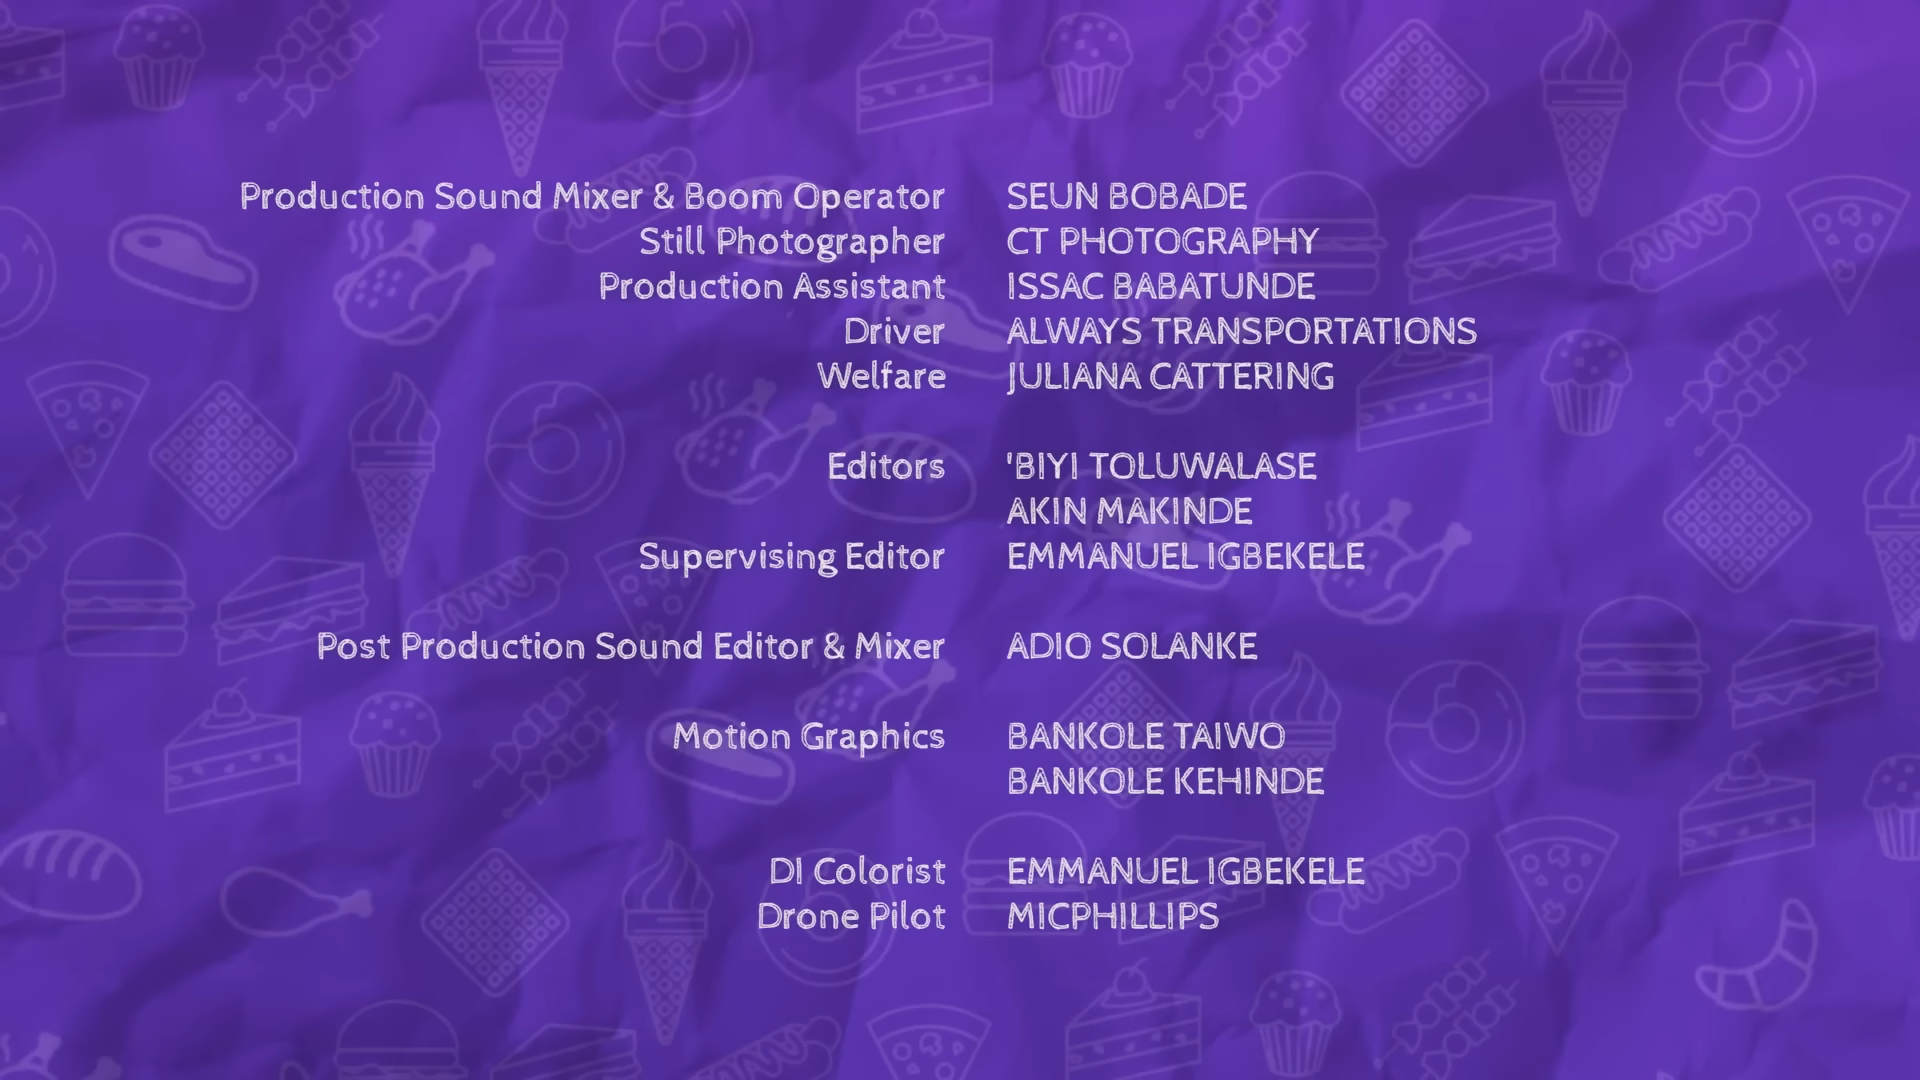 Production Sound Mixer & Boom Operator SEUN BOBADE
Still Photographer CT PHOTOGRAPHY
Production Assistant ISSAC BABATUNDE
Driver ALWAYS TRANSPORTATIONS
Welfare JULIANA CATTERING
Editors 'BIYI TOLUWALASE
AKIN MAKINDE
Supervising Editor EMMANUEL IGBEKELE
Post Production Sound Editor & Mixer ADIO SOLANKE
Motion Graphics BANKOLE TAIWO
BANKOLE KEHINDE
DI Colorist EMMANUEL IGBEKELE
Drone Pilot MICPHILLIPS